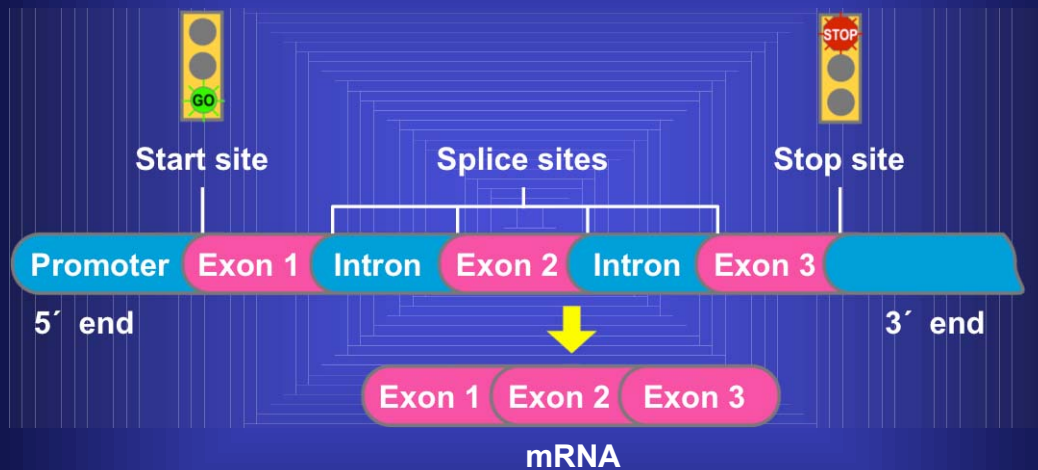 GO
STOP
Start site
Splice sites
Stop site
Promoter
Exon 1
Intron
Exon 2
Intron
Exon 3
5´ end
3´ end
Exon 1
Exon 2
Exon 3
mRNA